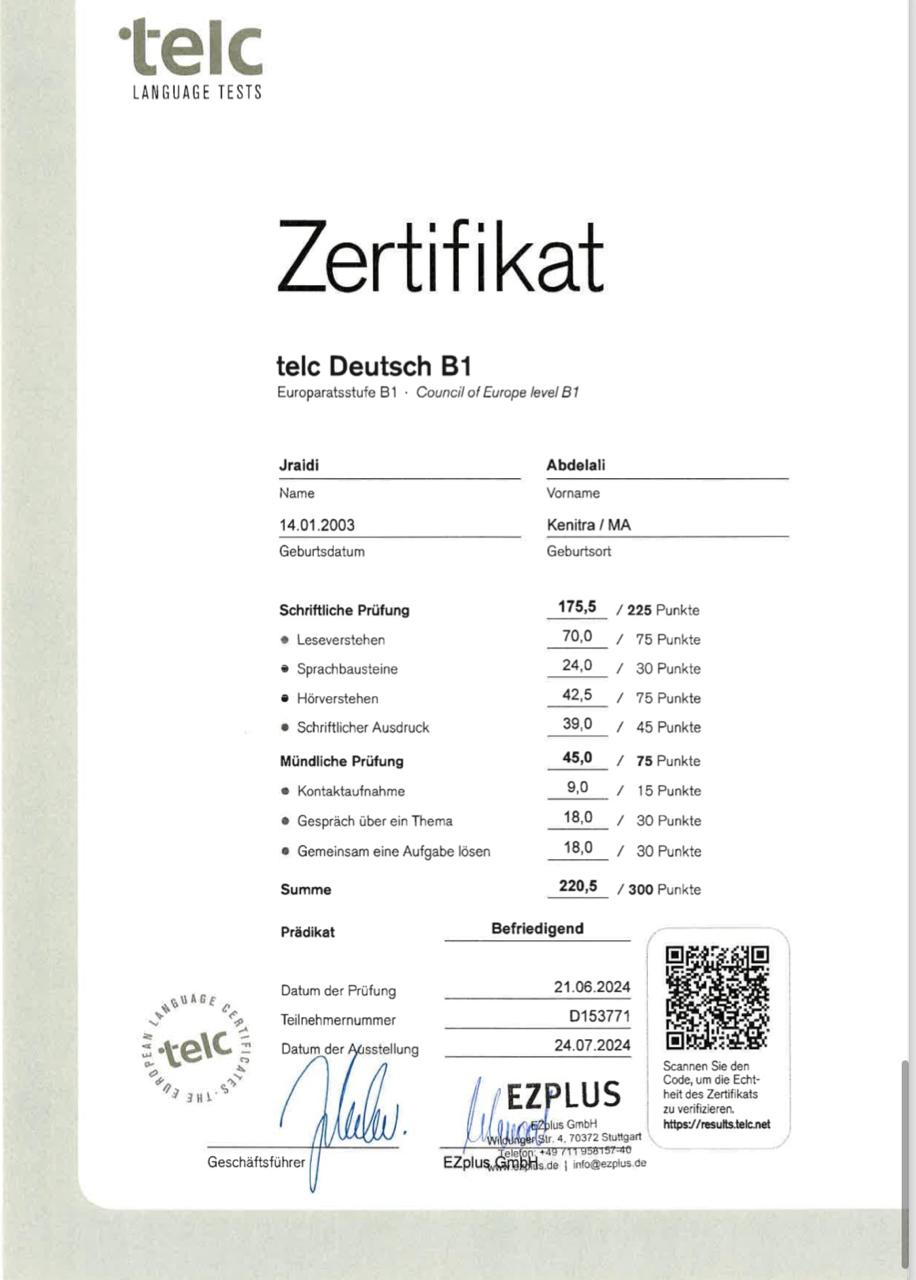 telc
LANGUAGE TESTS
Zertifikat
telc Deutsch B1
Europaratsstufe B1 · Council of Europe level B1
Jraidi Abdelali
Name Vorname
14.01.2003 Kenitra / MA
Geburtsdatum Geburtsort
Schriftliche Prüfung 175,5 / 225 Punkte
• Leseverstehen 70,0 / 75 Punkte
• Sprachbausteine 24,0 / 30 Punkte
• Hörverstehen 42,5 / 75 Punkte
• Schriftlicher Ausdruck 39,0 / 45 Punkte
Mündliche Prüfung 45,0 / 75 Punkte
• Kontaktaufnahme 9,0 / 15 Punkte
• Gespräch über ein Thema 18,0 / 30 Punkte
• Gemeinsam eine Aufgabe lösen 18,0 / 30 Punkte
Summe 220,5 / 300 Punkte
Prädikat Befriedigend
Datum der Prüfung 21.06.2024
Teilnehmernummer D153771
Datum der Ausstellung 24.07.2024
Scannen Sie den
Code, um die Echt-
heit des Zertifikats
zu verifizieren.
https://results.telc.net
THE EUROPEAN LANGUAGE CERTIFICATES
telc
EZPLUS
EZplus GmbH
Wildunger Str. 4, 70372 Stuttgart
Telefon: +49 711 958157-40
www.ezplus.de | info@ezplus.de
Geschäftsführer
EZplus GmbH